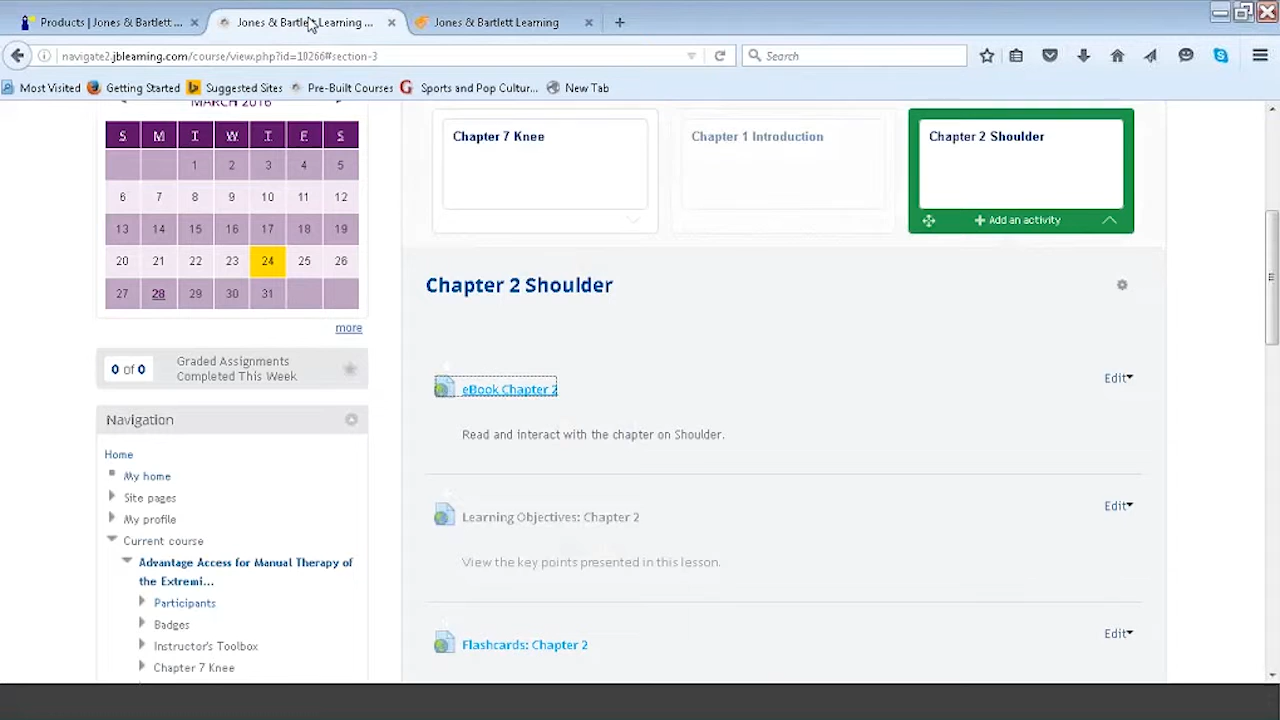 Products | Jones & Bartlett ...
Jones & Bartlett Learning ...
Jones & Bartlett Learning
navigate2.jblearning.com/course/view.php?id=10266#section-3
Search
Most Visited
Getting Started
Suggested Sites
Pre-Built Courses
Sports and Pop Cultur...
New Tab
MARCH 2016
S M T W T F S
1 2 3 4 5
6 7 8 9 10 11 12
13 14 15 16 17 18 19
20 21 22 23 24 25 26
27 28 29 30 31
more
0 of 0
Graded Assignments
Completed This Week
Navigation
Home
My home
Site pages
My profile
Current course
Advantage Access for Manual Therapy of
the Extremi...
Participants
Badges
Instructor's Toolbox
Chapter 7 Knee
Chapter 7 Knee
Chapter 1 Introduction
Chapter 2 Shoulder
Add an activity
Chapter 2 Shoulder
eBook Chapter 2
Edit
Read and interact with the chapter on Shoulder.
Learning Objectives: Chapter 2
Edit
View the key points presented in this lesson.
Flashcards: Chapter 2
Edit